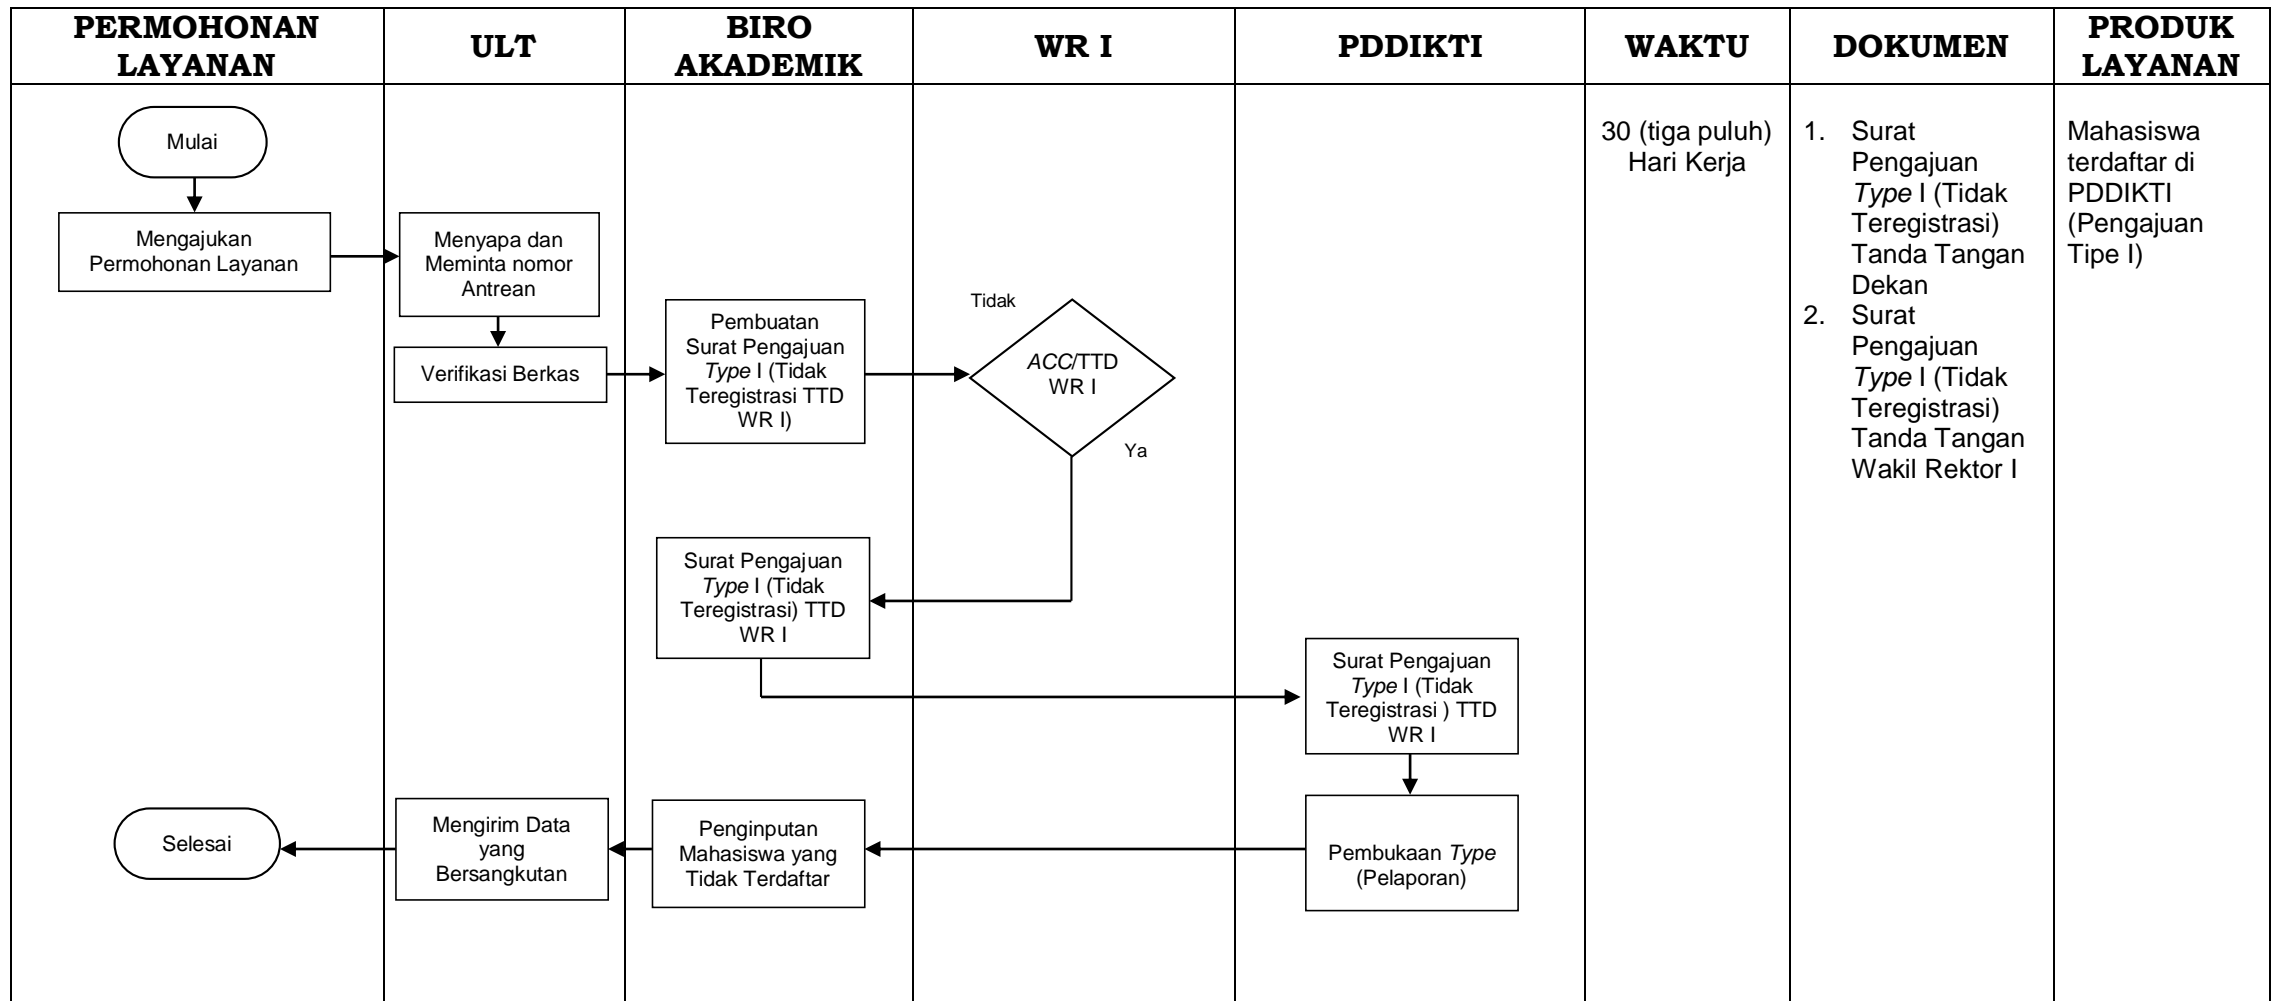 PERMOHONAN
LAYANAN
ULT
BIRO
AKADEMIK
WR I
PDDIKTI
WAKTU
DOKUMEN
PRODUK
LAYANAN
Mulai
Mengajukan
Permohonan Layanan
Menyapa dan
Meminta nomor
Antrean
Verifikasi Berkas
Pembuatan
Surat Pengajuan
Type I (Tidak
Teregistrasi TTD
WR I)
Tidak
ACC/TTD
WR I
Ya
Surat Pengajuan
Type I (Tidak
Teregistrasi) TTD
WR I
Surat Pengajuan
Type I (Tidak
Teregistrasi ) TTD
WR I
Pembukaan Type
(Pelaporan)
Penginputan
Mahasiswa yang
Tidak Terdaftar
Mengirim Data
yang
Bersangkutan
Selesai
30 (tiga puluh)
Hari Kerja
1. Surat
Pengajuan
Type I (Tidak
Teregistrasi)
Tanda Tangan
Dekan
2. Surat
Pengajuan
Type I (Tidak
Teregistrasi)
Tanda Tangan
Wakil Rektor I
Mahasiswa
terdaftar di
PDDIKTI
(Pengajuan
Tipe I)